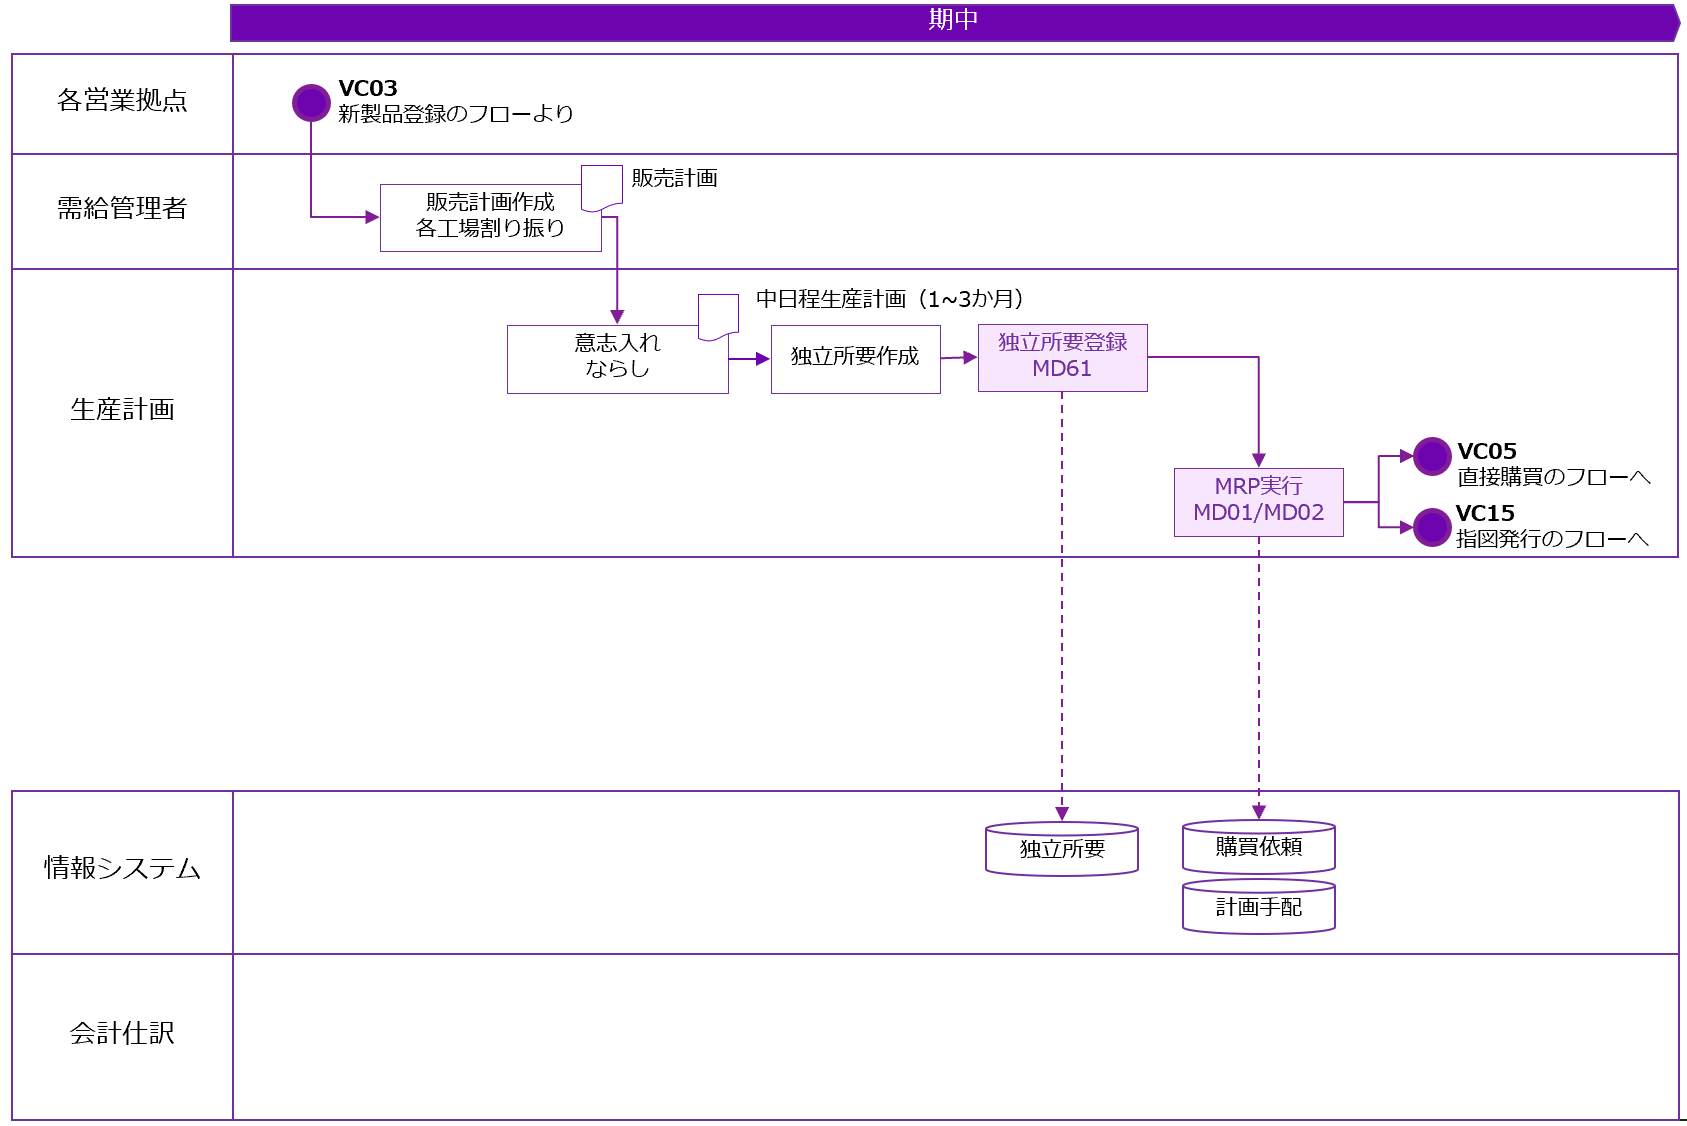 期中
各営業拠点
VC03
新製品登録のフローより
需給管理者
販売計画作成
各工場割り振り
販売計画
生産計画
中日程生産計画（1~3か月）
意志入れ
ならし
独立所要作成
独立所要登録
MD61
MRP実行
MD01/MD02
VC05
直接購買のフローへ
VC15
指図発行のフローへ
情報システム
独立所要
購買依頼
計画手配
会計仕訳